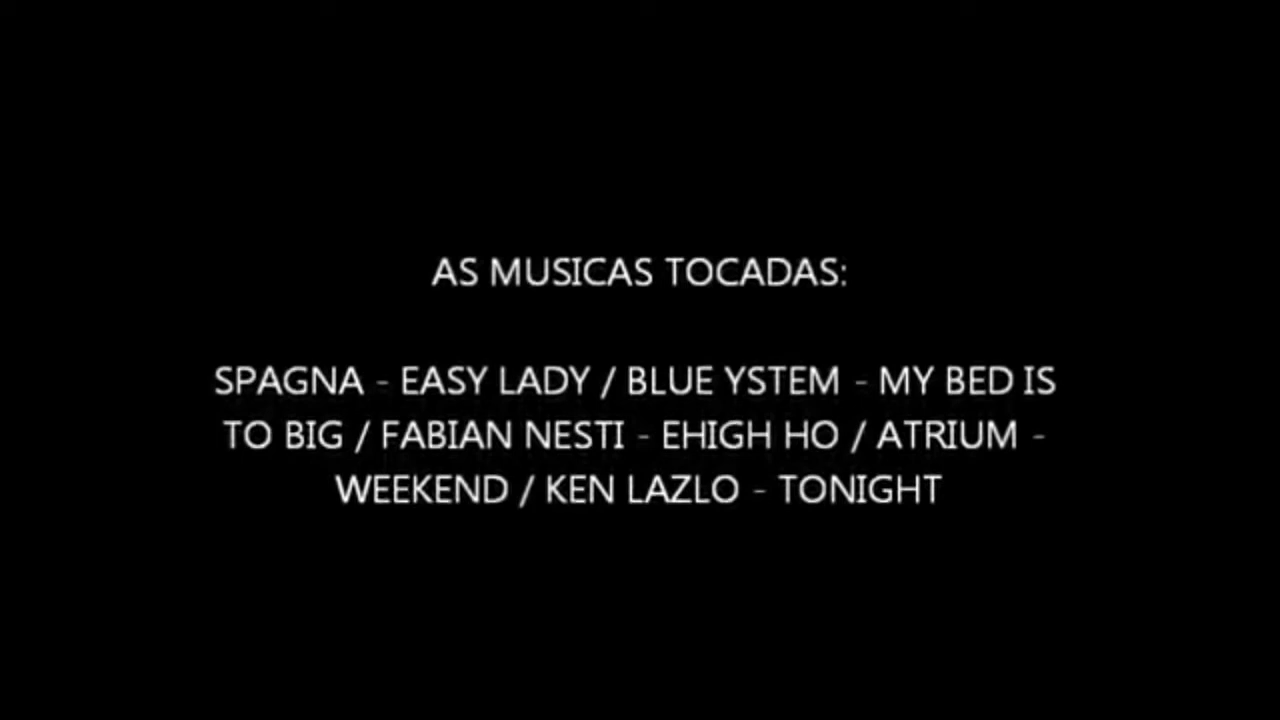 AS MUSICAS TOCADAS:
SPAGNA - EASY LADY / BLUE YSTEM - MY BED IS
TO BIG / FABIAN NESTI - EHIGH HO / ATRIUM -
WEEKEND / KEN LAZLO - TONIGHT